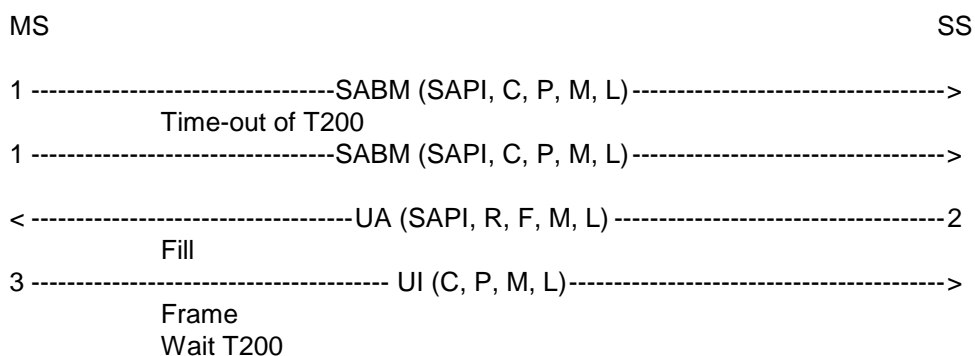 MS SS
1 ----------------------------------SABM (SAPI, C, P, M, L)----------------------------------->
Time-out of T200
1 ----------------------------------SABM (SAPI, C, P, M, L)----------------------------------->
< ------------------------------------UA (SAPI, R, F, M, L) -------------------------------------2
Fill
3 ---------------------------------------- UI (C, P, M, L)------------------------------------------>
Frame
Wait T200